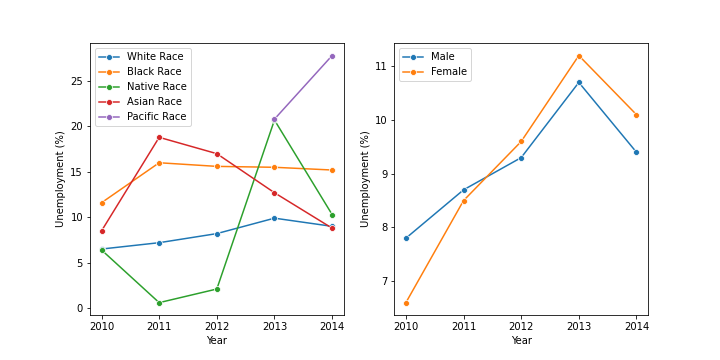 White Race
Black Race
Native Race
Asian Race
Pacific Race
Unemployment (%)
25
20
15
10
5
0
2010 2011 2012 2013 2014
Year
Male
Female
Unemployment (%)
11
10
9
8
7
2010 2011 2012 2013 2014
Year